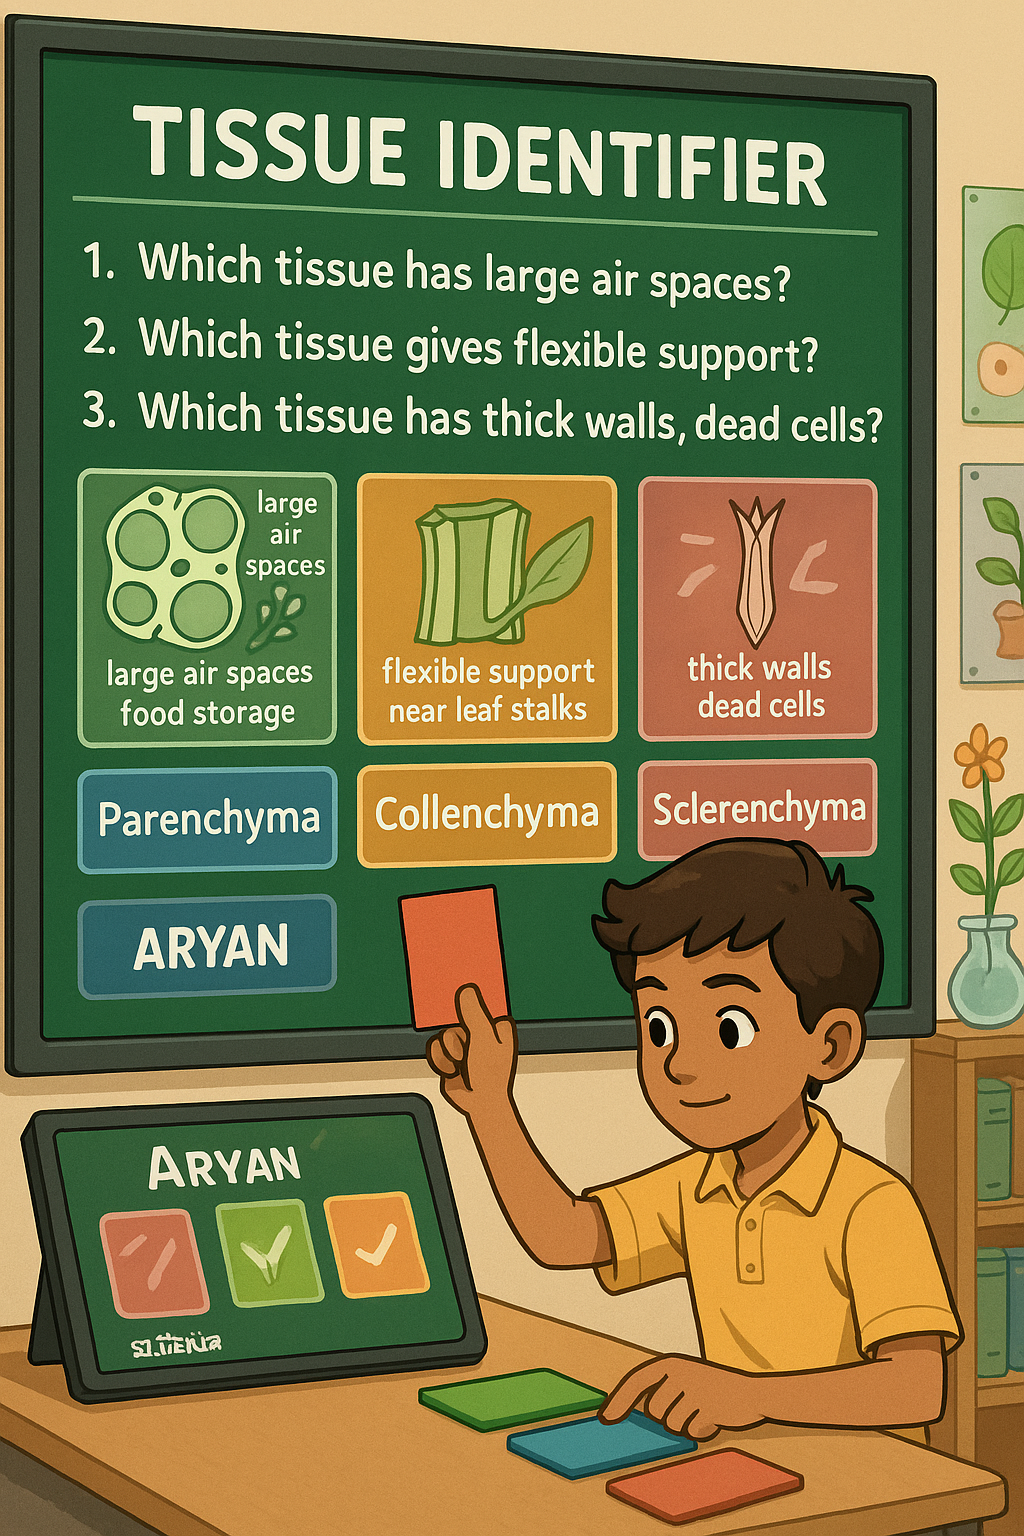 TISSUE IDENTIFIER
1. Which tissue has large air spaces?
2. Which tissue gives flexible support?
3. Which tissue has thick walls, dead cells?
large
air
spaces
large air spaces
food storage
flexible support
near leaf stalks
thick walls
dead cells
Parenchyma
Collenchyma
Sclerenchyma
ARYAN
ARYAN